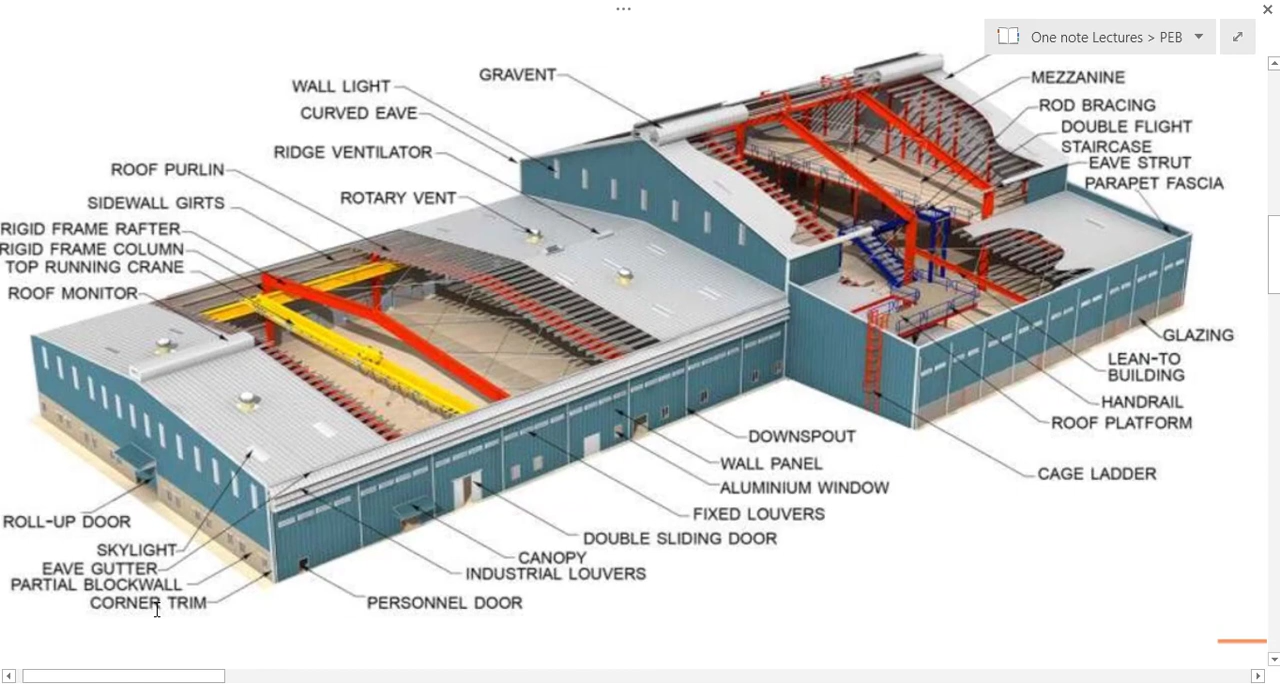 One note Lectures > PEB
GRAVENT
WALL LIGHT
CURVED EAVE
RIDGE VENTILATOR
ROOF PURLIN
ROTARY VENT
SIDEWALL GIRTS
RIGID FRAME RAFTER
RIGID FRAME COLUMN
TOP RUNNING CRANE
ROOF MONITOR
MEZZANINE
ROD BRACING
DOUBLE FLIGHT
STAIRCASE
EAVE STRUT
PARAPET FASCIA
GLAZING
LEAN-TO
BUILDING
HANDRAIL
ROOF PLATFORM
CAGE LADDER
DOWNSPOUT
WALL PANEL
ALUMINIUM WINDOW
FIXED LOUVERS
DOUBLE SLIDING DOOR
CANOPY
INDUSTRIAL LOUVERS
PERSONNEL DOOR
ROLL-UP DOOR
SKYLIGHT
EAVE GUTTER
PARTIAL BLOCKWALL
CORNER TRIM